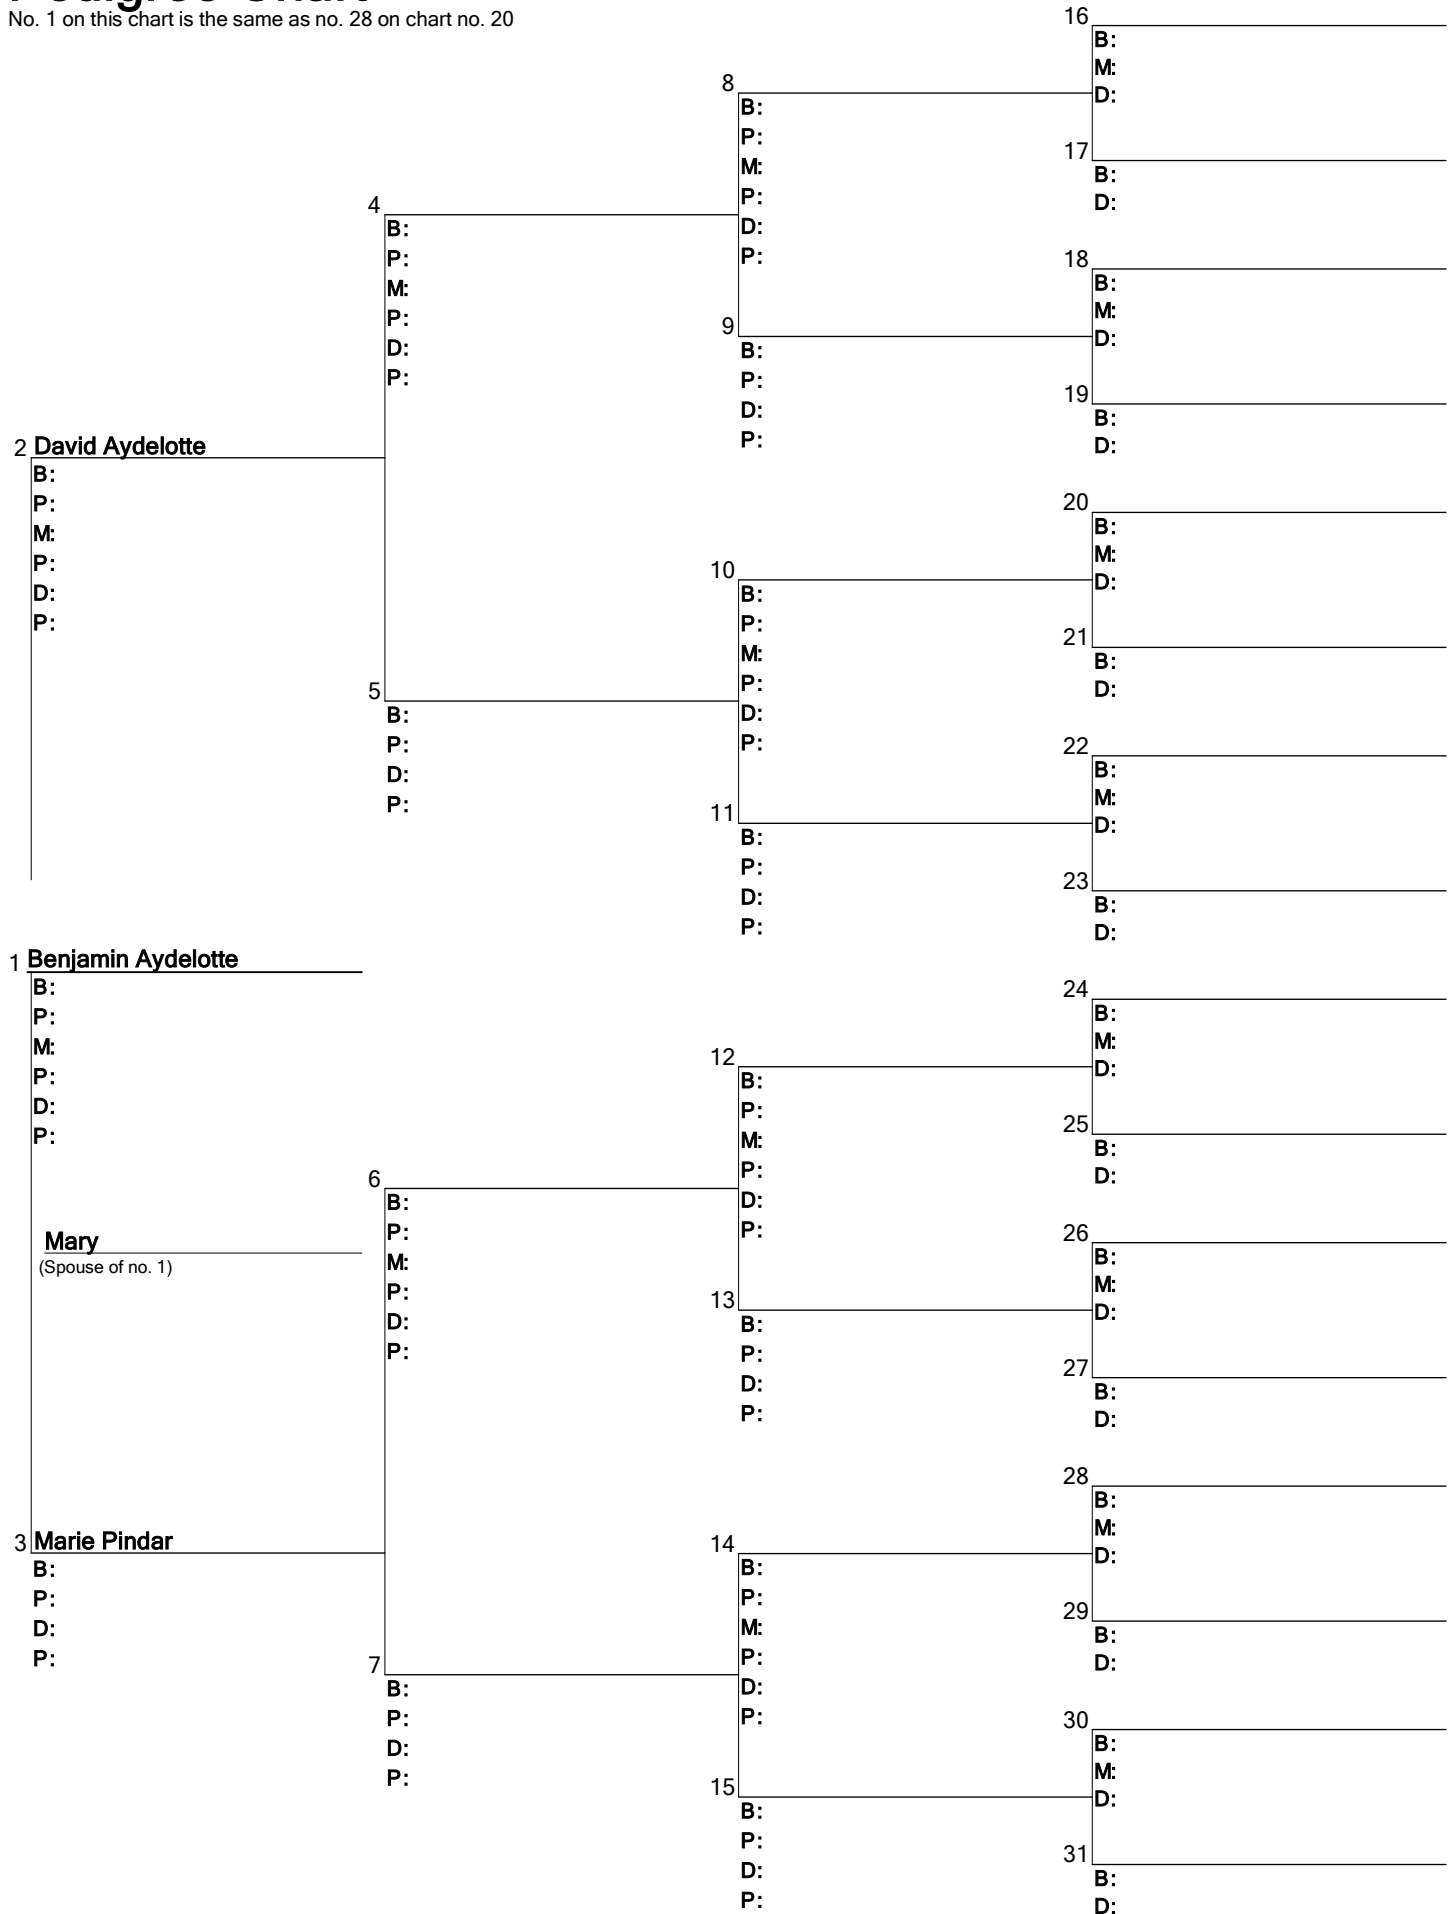 Pedigree Chart
No. 1 on this chart is the same as no. 28 on chart no. 20
2 David Aydelotte
B:
P:
M:
P:
D:
P:
1 Benjamin Aydelotte
B:
P:
M:
P:
D:
P:
Mary
(Spouse of no. 1)
3 Marie Pindar
B:
P:
D:
P:
4
B:
P:
M:
P:
D:
P:
5
B:
P:
D:
P:
6
B:
P:
M:
P:
D:
P:
7
B:
P:
D:
P:
8
B:
P:
M:
P:
D:
P:
9
B:
P:
D:
P:
10
B:
P:
M:
P:
D:
P:
11
B:
P:
D:
P:
12
B:
P:
M:
P:
D:
P:
13
B:
P:
D:
P:
14
B:
P:
M:
P:
D:
P:
15
B:
P:
D:
P:
16
B:
M:
D:
17
B:
D:
18
B:
M:
D:
19
B:
D:
20
B:
M:
D:
21
B:
D:
22
B:
M:
D:
23
B:
D:
24
B:
M:
D:
25
B:
D:
26
B:
M:
D:
27
B:
D:
28
B:
M:
D:
29
B:
D:
30
B:
M:
D:
31
B:
D: